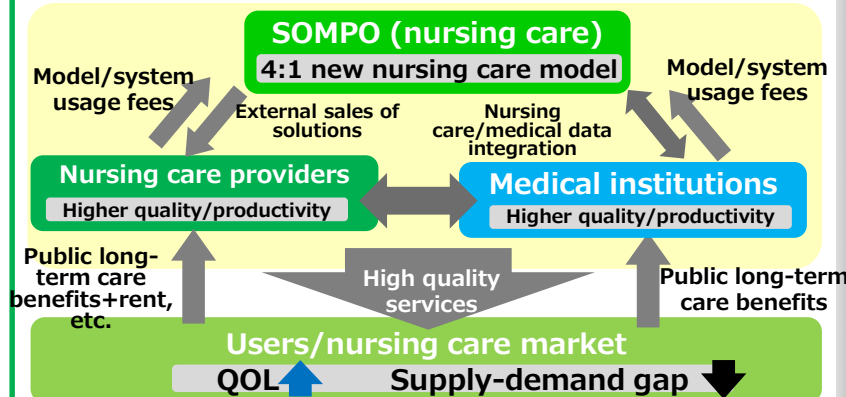 SOMPO (nursing care)
4:1 new nursing care model
Model/system
usage fees
External sales of
solutions
Nursing
care/medical data
integration
Model/system
usage fees
Nursing care providers
Higher quality/productivity
Medical institutions
Higher quality/productivity
Public long-
term care
benefits+rent,
etc.
High quality
services
Public long-term
care benefits
Users/nursing care market
QOL
Supply-demand gap